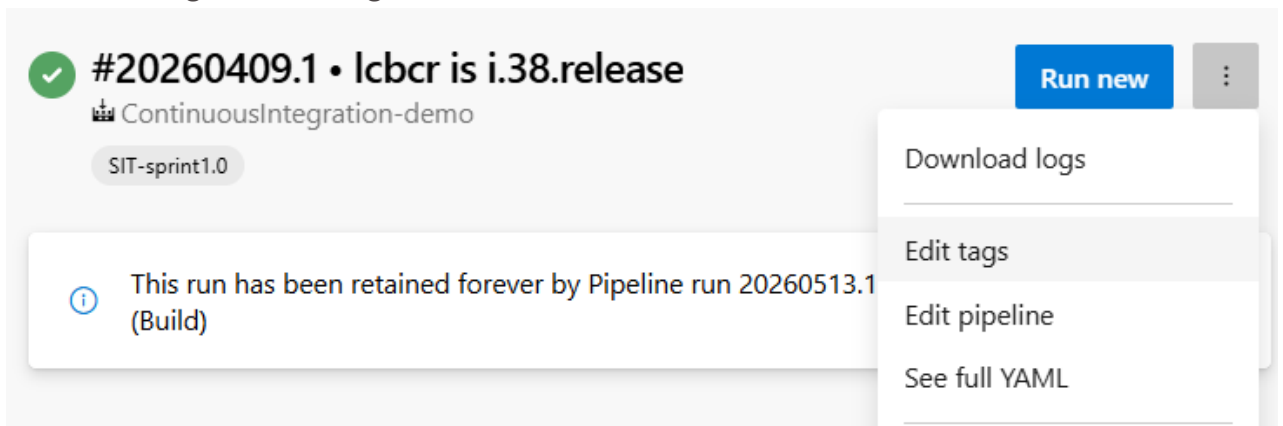 #20260409.1 • lcbcr is i.38.release
ContinuousIntegration-demo
SIT-sprint1.0
Run new
Download logs
Edit tags
Edit pipeline
See full YAML
This run has been retained forever by Pipeline run 20260513.1
(Build)